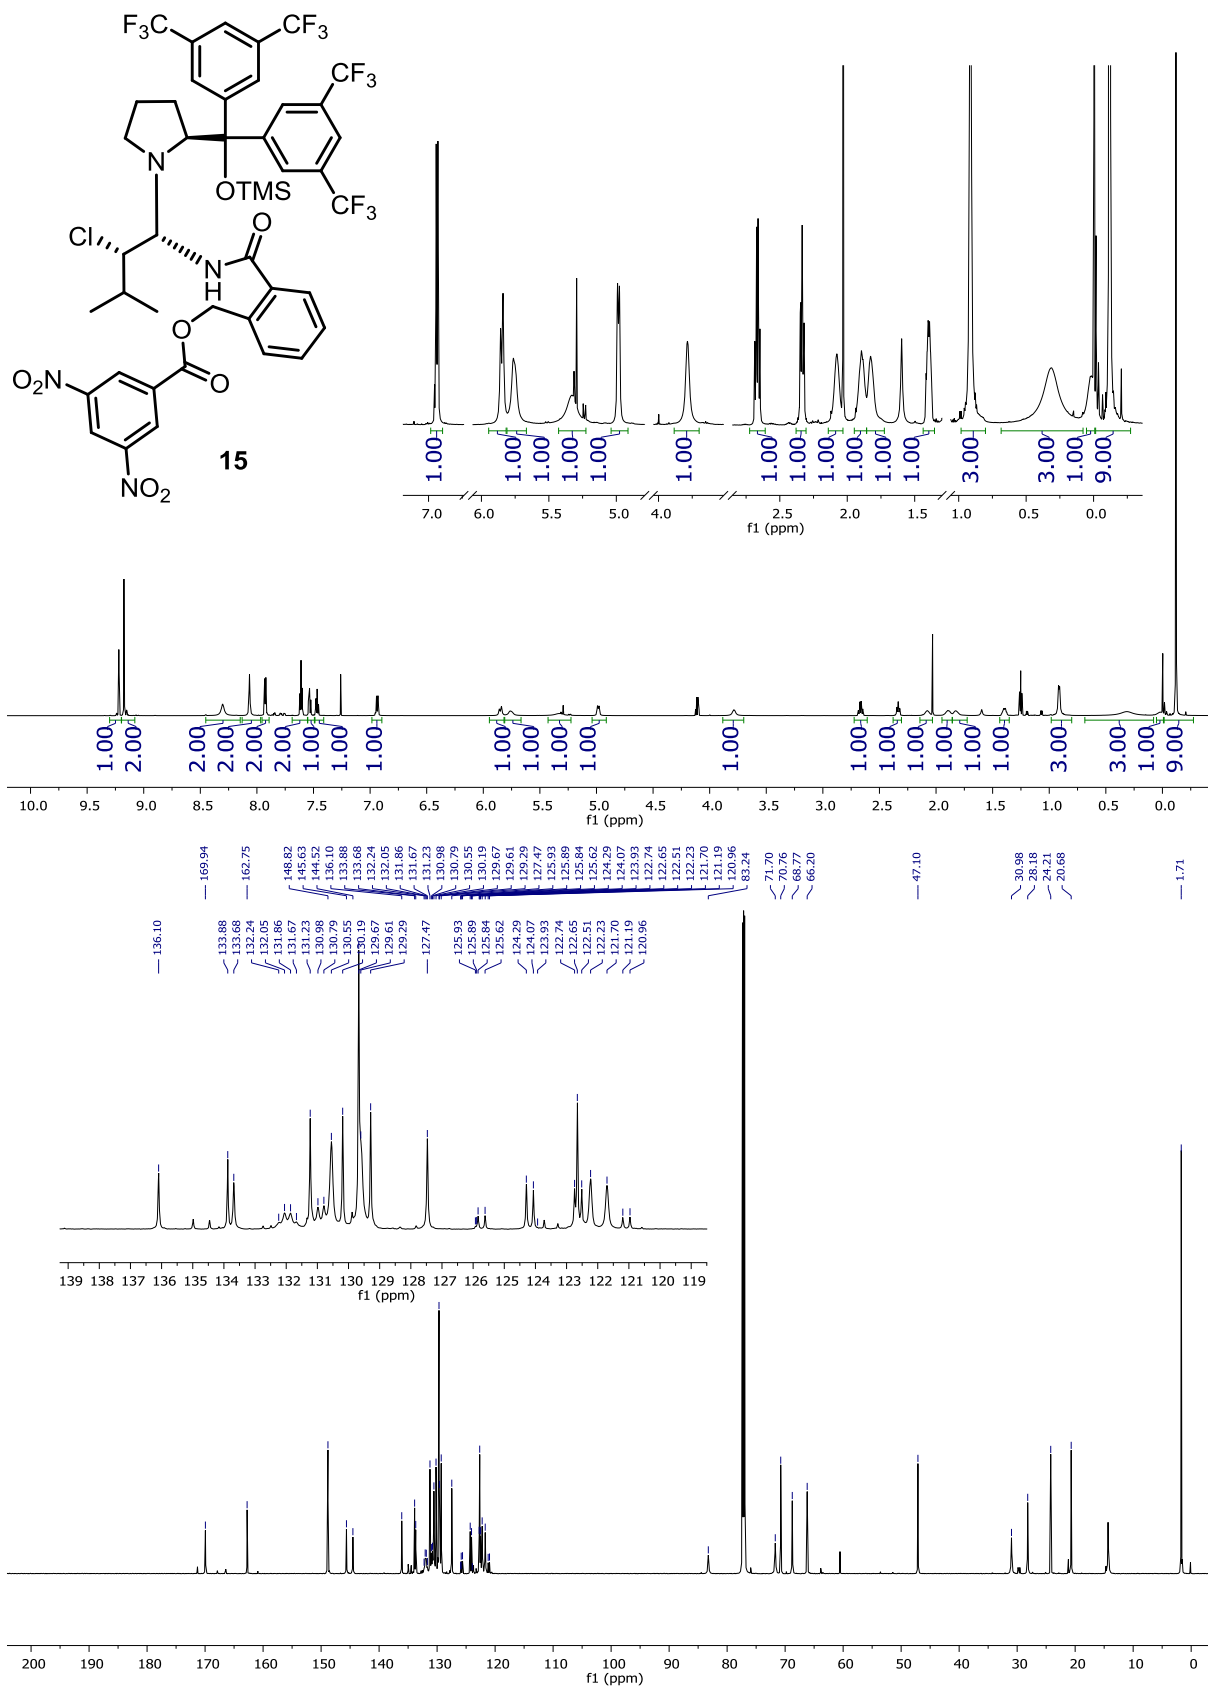 F₃C CF₃
CF₃
N
OTMS
CF₃
Cl O
N
H
O
O₂N O
15
NO₂
1.00 1.00 1.00 1.00 1.00 1.00 1.00 1.00 1.00 1.00 1.00 1.00 3.00 3.00 1.00 9.00
7.0 6.0 5.5 5.0 4.0 2.5 2.0 1.5 1.0 0.5 0.0
f1 (ppm)
1.00 2.00 2.00 2.00 2.00 2.00 1.00 1.00 1.00 1.00 1.00 1.00 1.00 1.00 1.00 1.00 1.00 1.00 1.00 1.00 3.00 3.00 1.00 9.00
10.0 9.5 9.0 8.5 8.0 7.5 7.0 6.5 6.0 5.5 5.0 4.5 4.0 3.5 3.0 2.5 2.0 1.5 1.0 0.5 0.0
f1 (ppm)
169.94 162.75 148.82 145.63 144.52 136.10 133.88 133.68 132.24 132.05 131.86 131.67 131.23 130.98 130.79 130.55 130.19 129.67 129.61 129.29 127.47 125.93 125.89 125.84 125.62 124.29 124.07 123.93 122.74 122.65 122.51 122.23 121.70 121.19 120.96 83.24 71.70 70.76 68.77 66.20 47.10 30.98 28.18 24.21 20.68 1.71
136.10 133.88 133.68 132.24 132.05 131.86 131.67 131.23 130.98 130.79 130.55 130.19 129.67 129.61 129.29 127.47 125.93 125.89 125.84 125.62 124.29 124.07 123.93 122.74 122.65 122.51 122.23 121.70 121.19 120.96
139 138 137 136 135 134 133 132 131 130 129 128 127 126 125 124 123 122 121 120 119
f1 (ppm)
200 190 180 170 160 150 140 130 120 110 100 90 80 70 60 50 40 30 20 10 0
f1 (ppm)